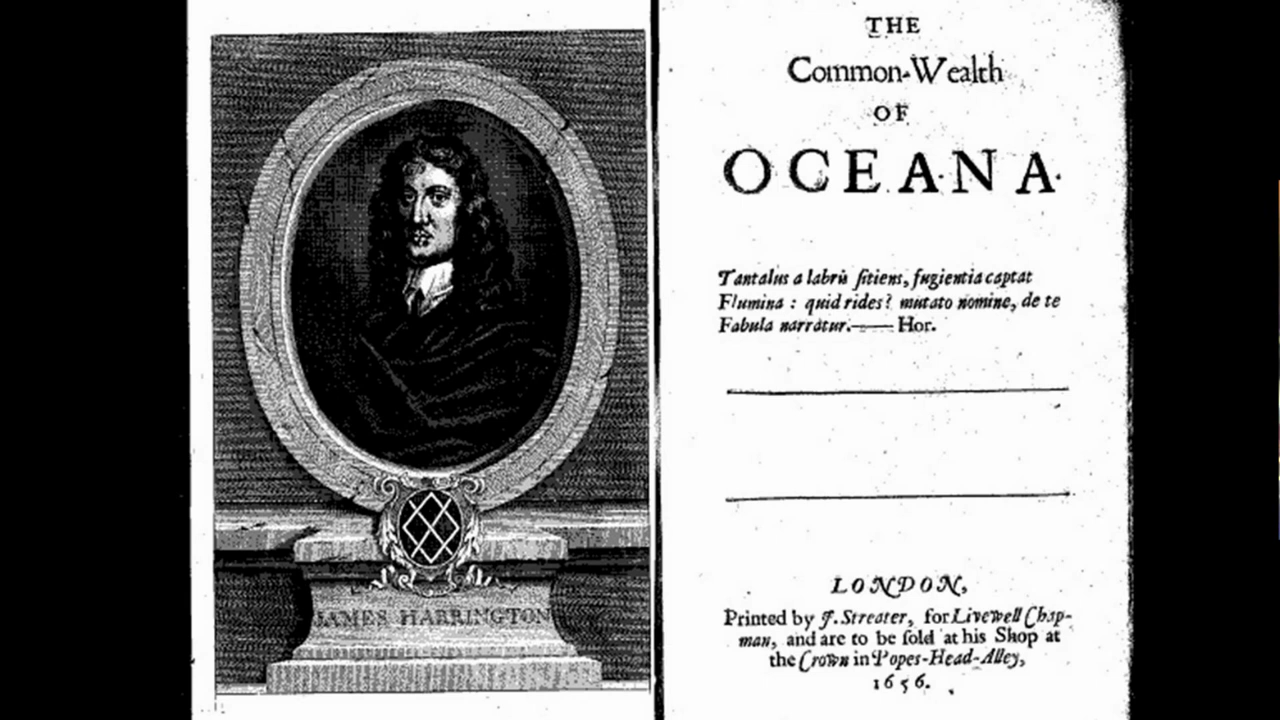 JAMES HARRINGTON
THE
Common-Wealth
OF
OCEANA.
Tantalus a labris ſitiens, fugientia captat
Flumina : quid rides? mutato nomine, de te
Fabula narratur.—— Hor.
LONDON,
Printed by J. Streater, for Livewell Chap-
man, and are to be ſold at his Shop at
the Crown in Popes-Head-Alley,
1656.